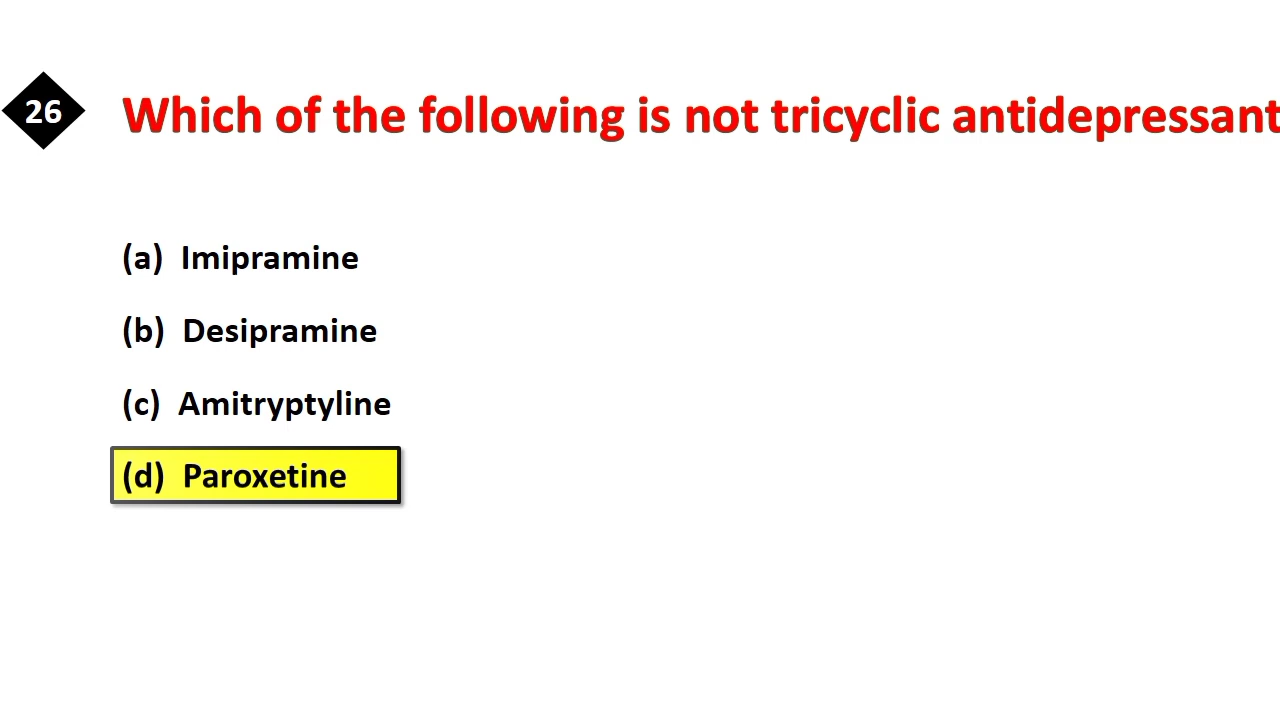 26
Which of the following is not tricyclic antidepressant
(a) Imipramine
(b) Desipramine
(c) Amitryptyline
(d) Paroxetine